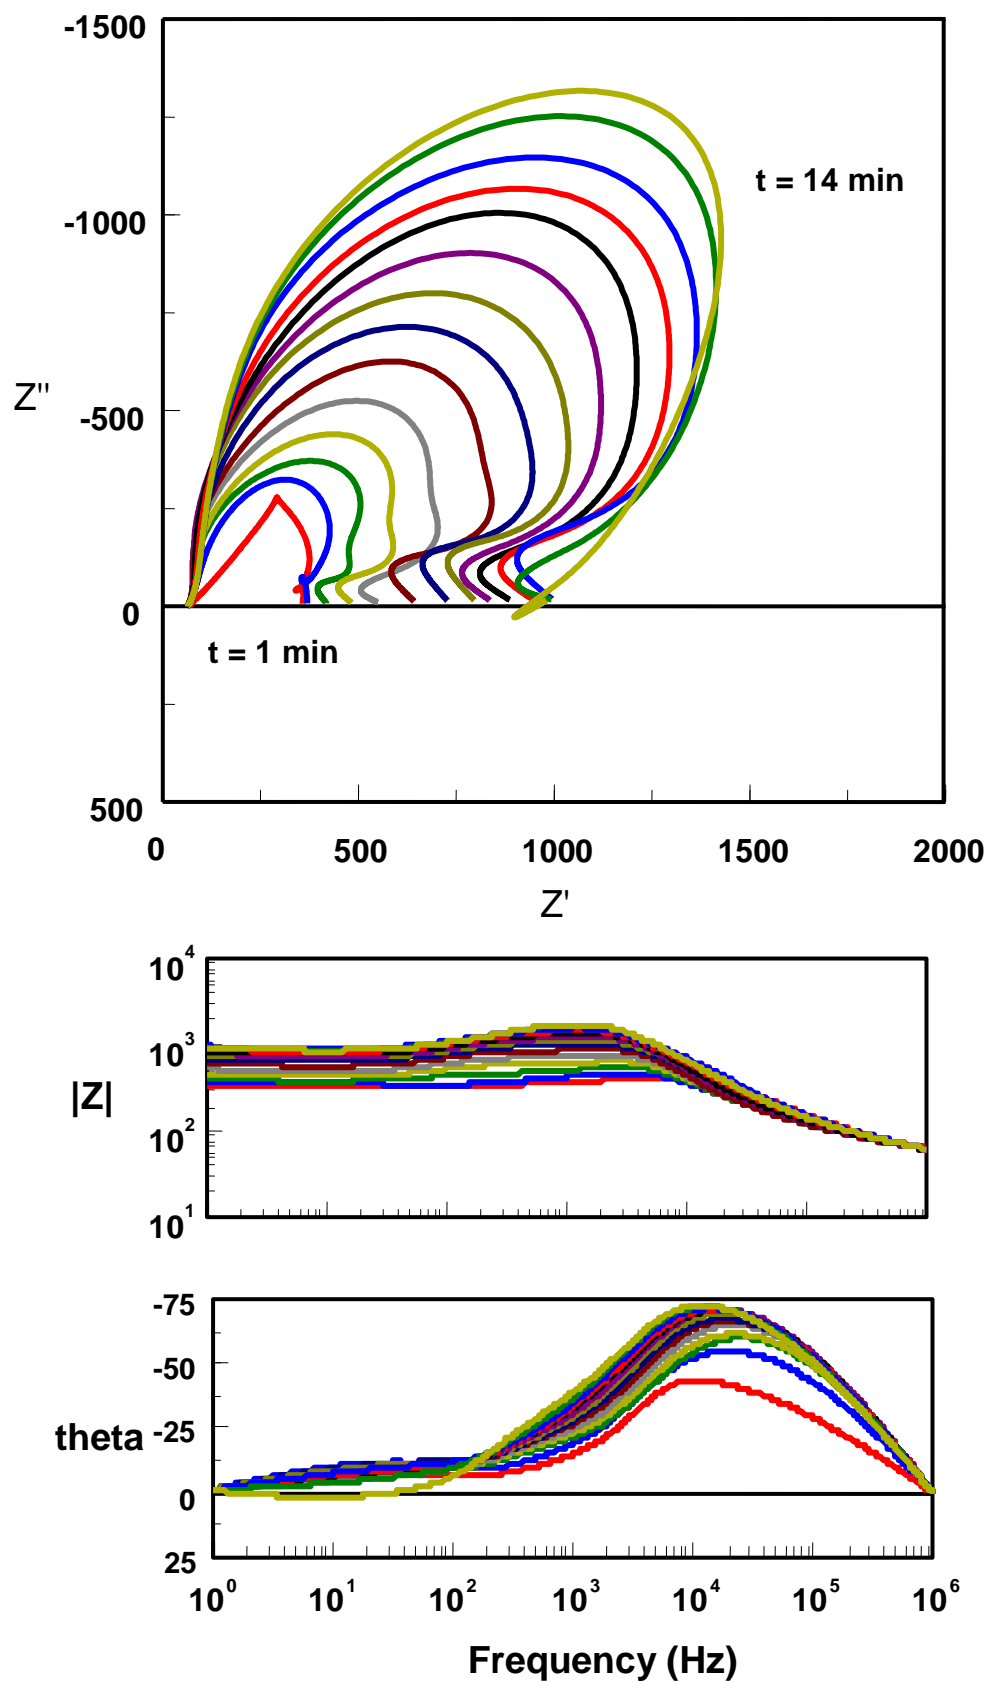 -1500
t = 14 min
-1000
Z''
-500
0
t = 1 min
500
0 500 1000 1500 2000
Z'
10^4
10^3
|Z|
10^2
10^1
-75
-50
theta -25
0
25
10^0 10^1 10^2 10^3 10^4 10^5 10^6
Frequency (Hz)